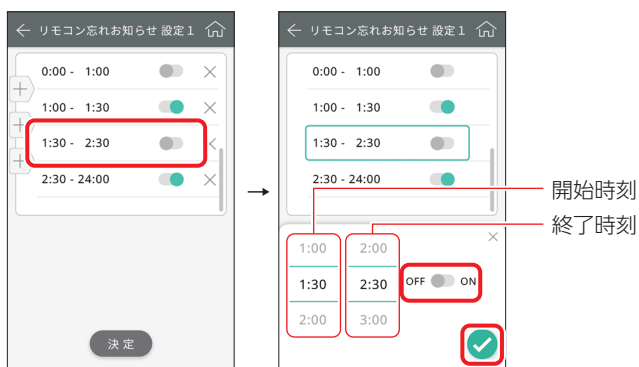 リモコン忘れお知らせ 設定1
0:00 - 1:00
1:00 - 1:30
1:30 - 2:30
2:30 - 24:00
決定
→
リモコン忘れお知らせ 設定1
0:00 - 1:00
1:00 - 1:30
1:30 - 2:30
2:30 - 24:00
開始時刻
終了時刻
1:00 2:00
1:30 2:30 OFF ON
2:00 3:00